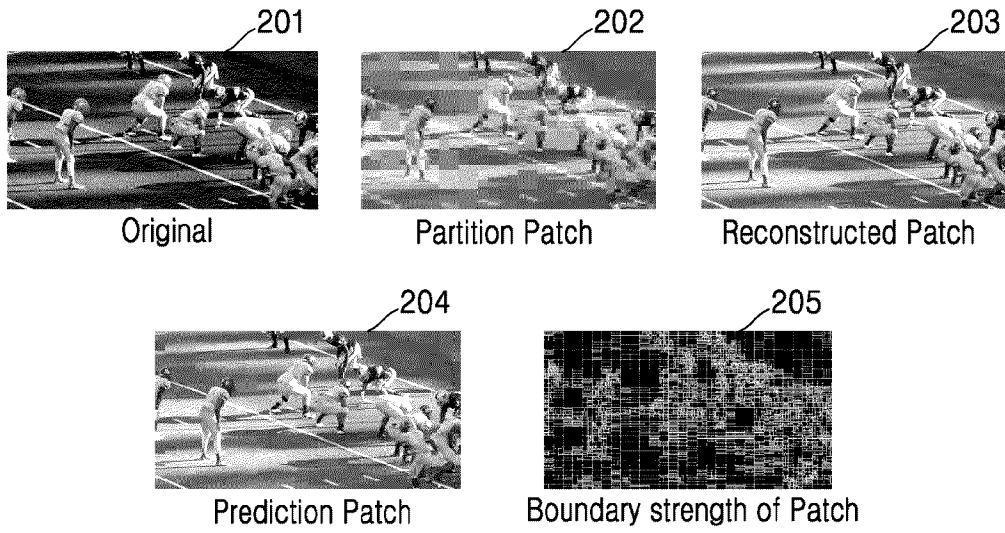 201
202
203
Original
Partition Patch
Reconstructed Patch
204
205
Prediction Patch
Boundary strength of Patch